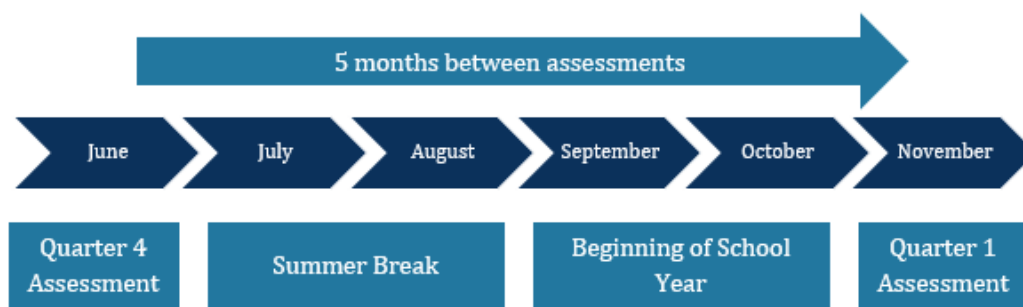 5 months between assessments
June
July
August
September
October
November
Quarter 4
Assessment
Summer Break
Beginning of School
Year
Quarter 1
Assessment